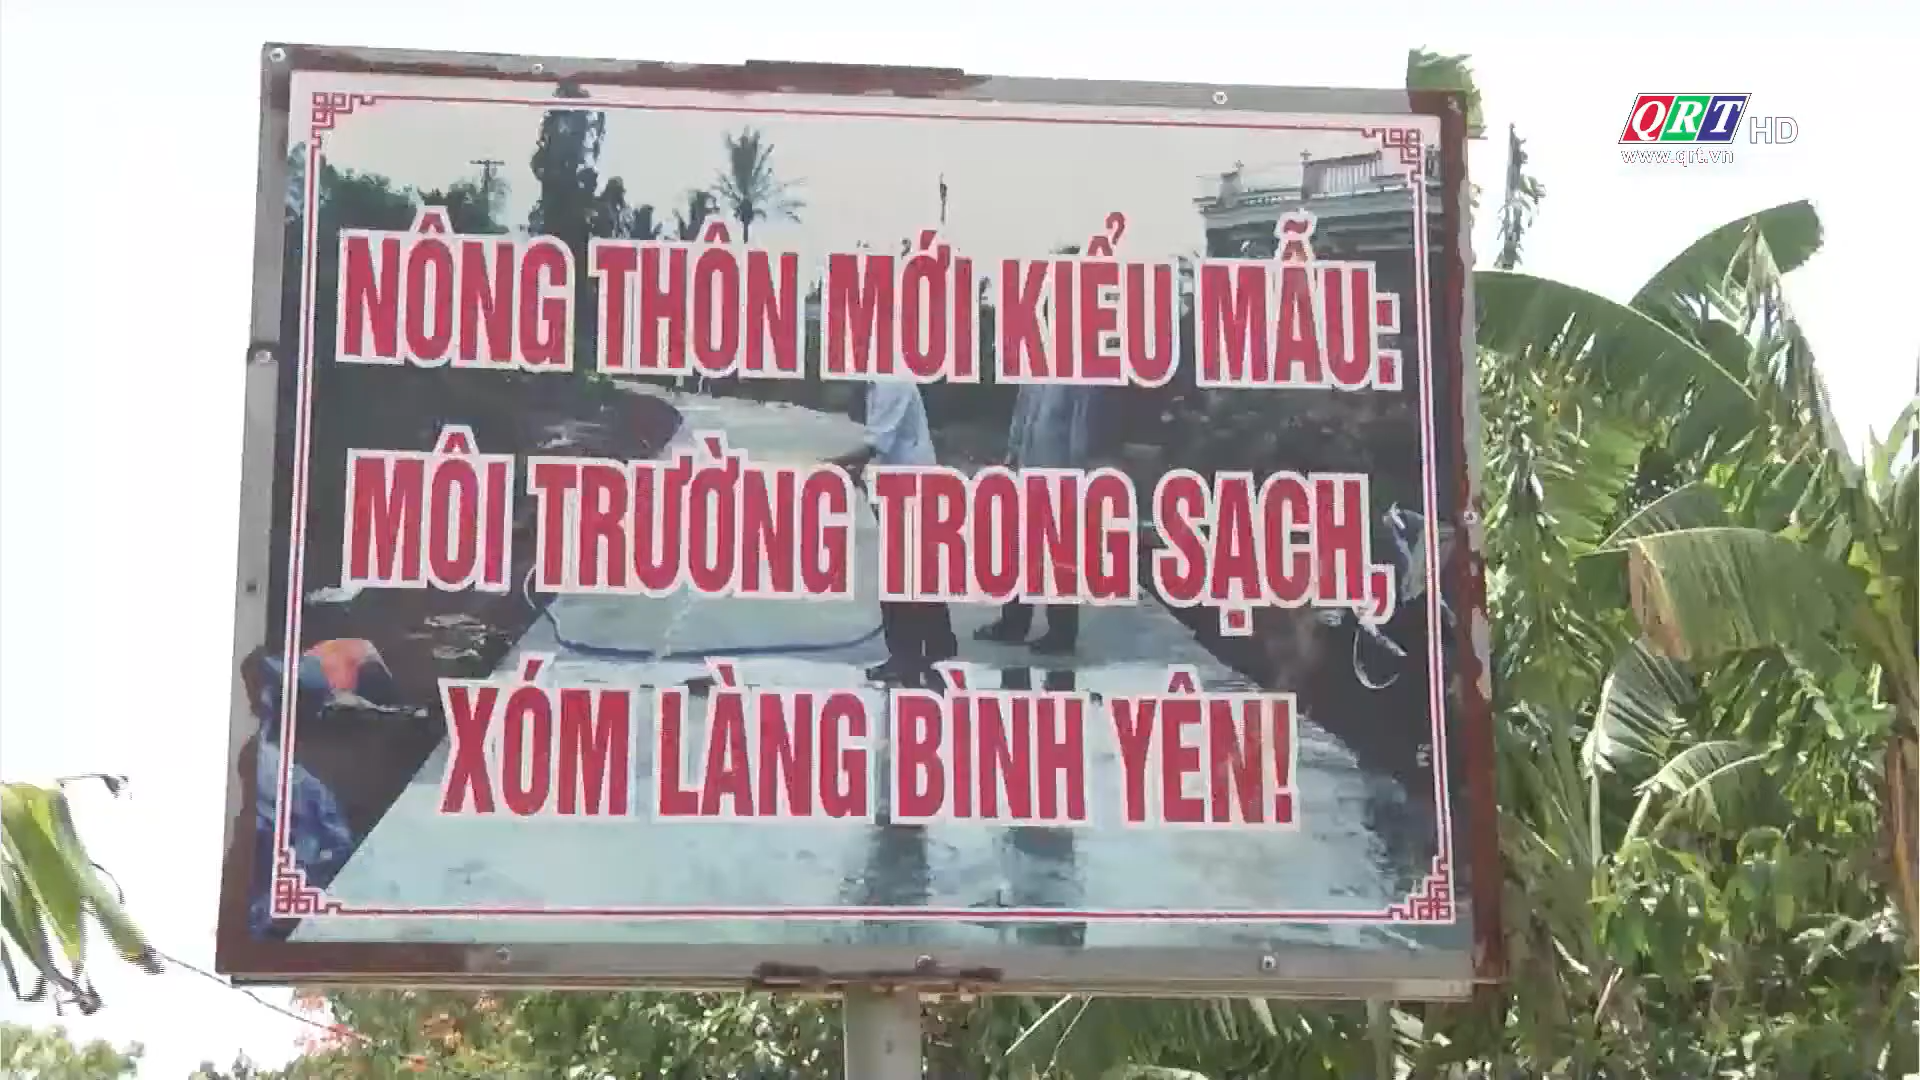 QRT HD
www.qrt.vn
NÔNG THÔN MỚI KIỂU MẪU:
MÔI TRƯỜNG TRONG SẠCH,
XÓM LÀNG BÌNH YÊN!